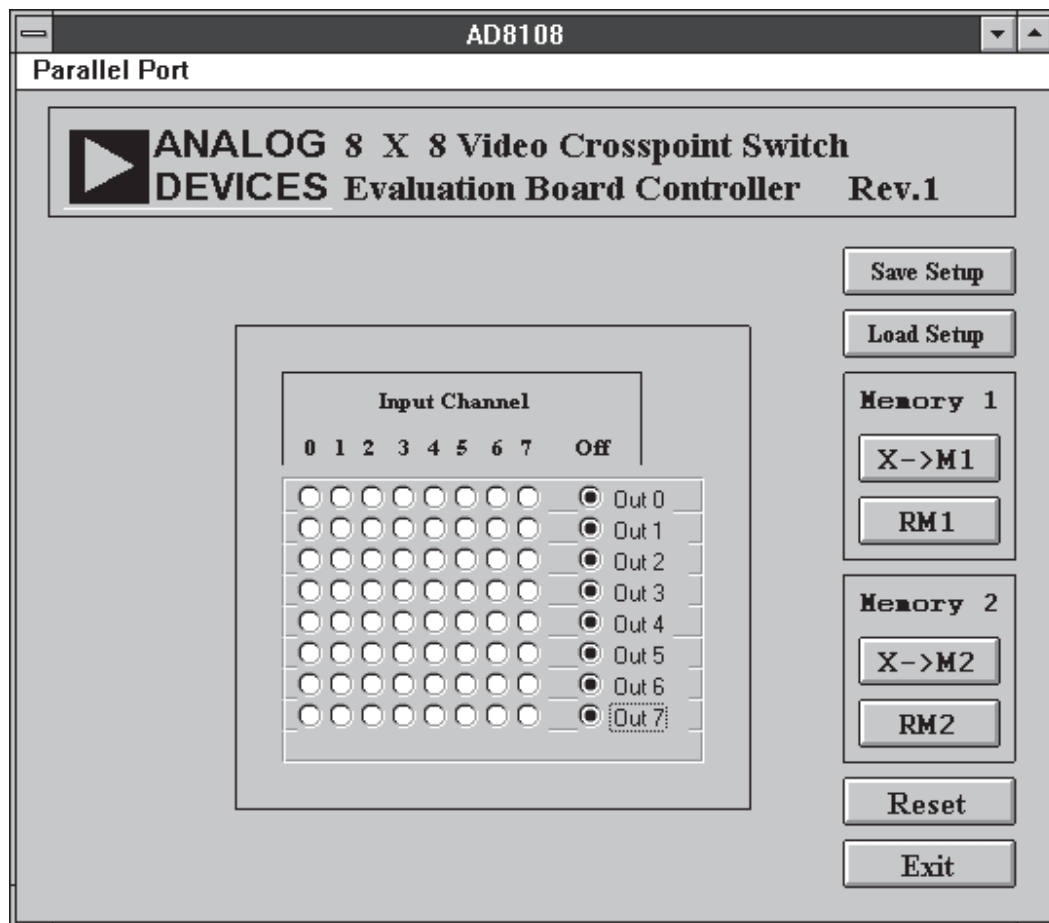 AD8108
Parallel Port
ANALOG DEVICES
8 X 8 Video Crosspoint Switch
Evaluation Board Controller Rev.1
Save Setup
Load Setup
Input Channel
0 1 2 3 4 5 6 7 Off
Out 0
Out 1
Out 2
Out 3
Out 4
Out 5
Out 6
Out 7
Memory 1
X->M1
RM1
Memory 2
X->M2
RM2
Reset
Exit